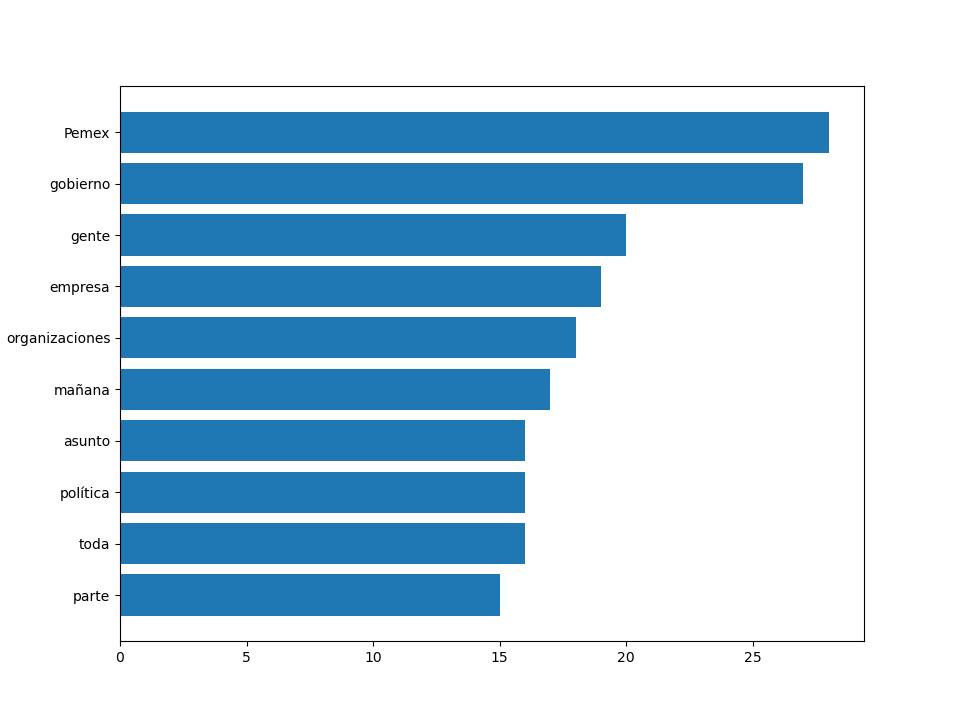 Pemex
gobierno
gente
empresa
organizaciones
mañana
asunto
política
toda
parte
0 5 10 15 20 25